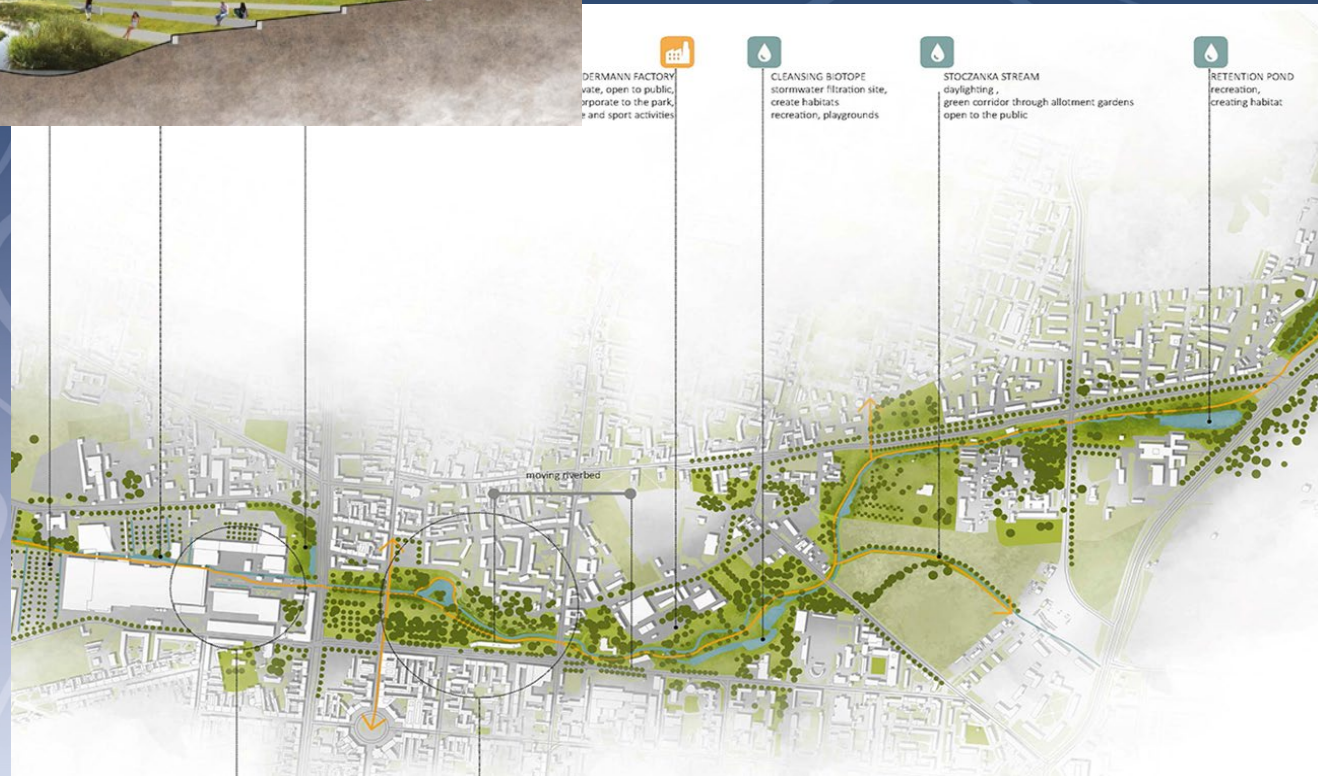 DERMANN FACTORY
vate, open to public,
orporate to the park,
e and sport activities
CLEANSING BIOTOPE
stormwater filtration site,
create habitats
recreation, playgrounds
STOCZANKA STREAM
daylighting ,
green corridor through allotment gardens
open to the public
RETENTION POND
recreation,
creating habitat
moving riverbed